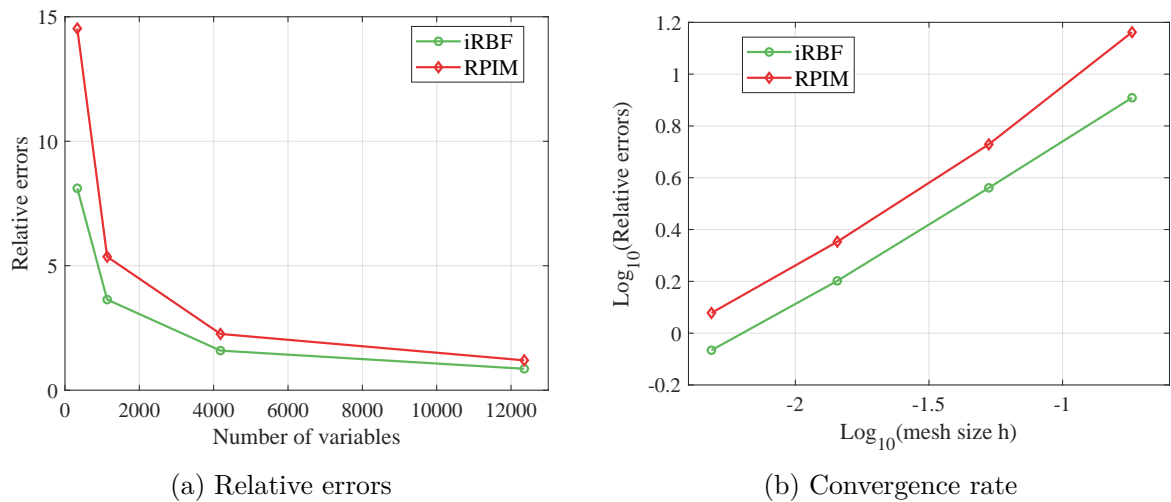 15
10
5
0
Relative errors
iRBF
RPIM
0 2000 4000 6000 8000 10000 12000
Number of variables
(a) Relative errors
1.2
1
0.8
0.6
0.4
0.2
0
-0.2
Log10(Relative errors)
iRBF
RPIM
-2 -1.5 -1
Log10(mesh size h)
(b) Convergence rate